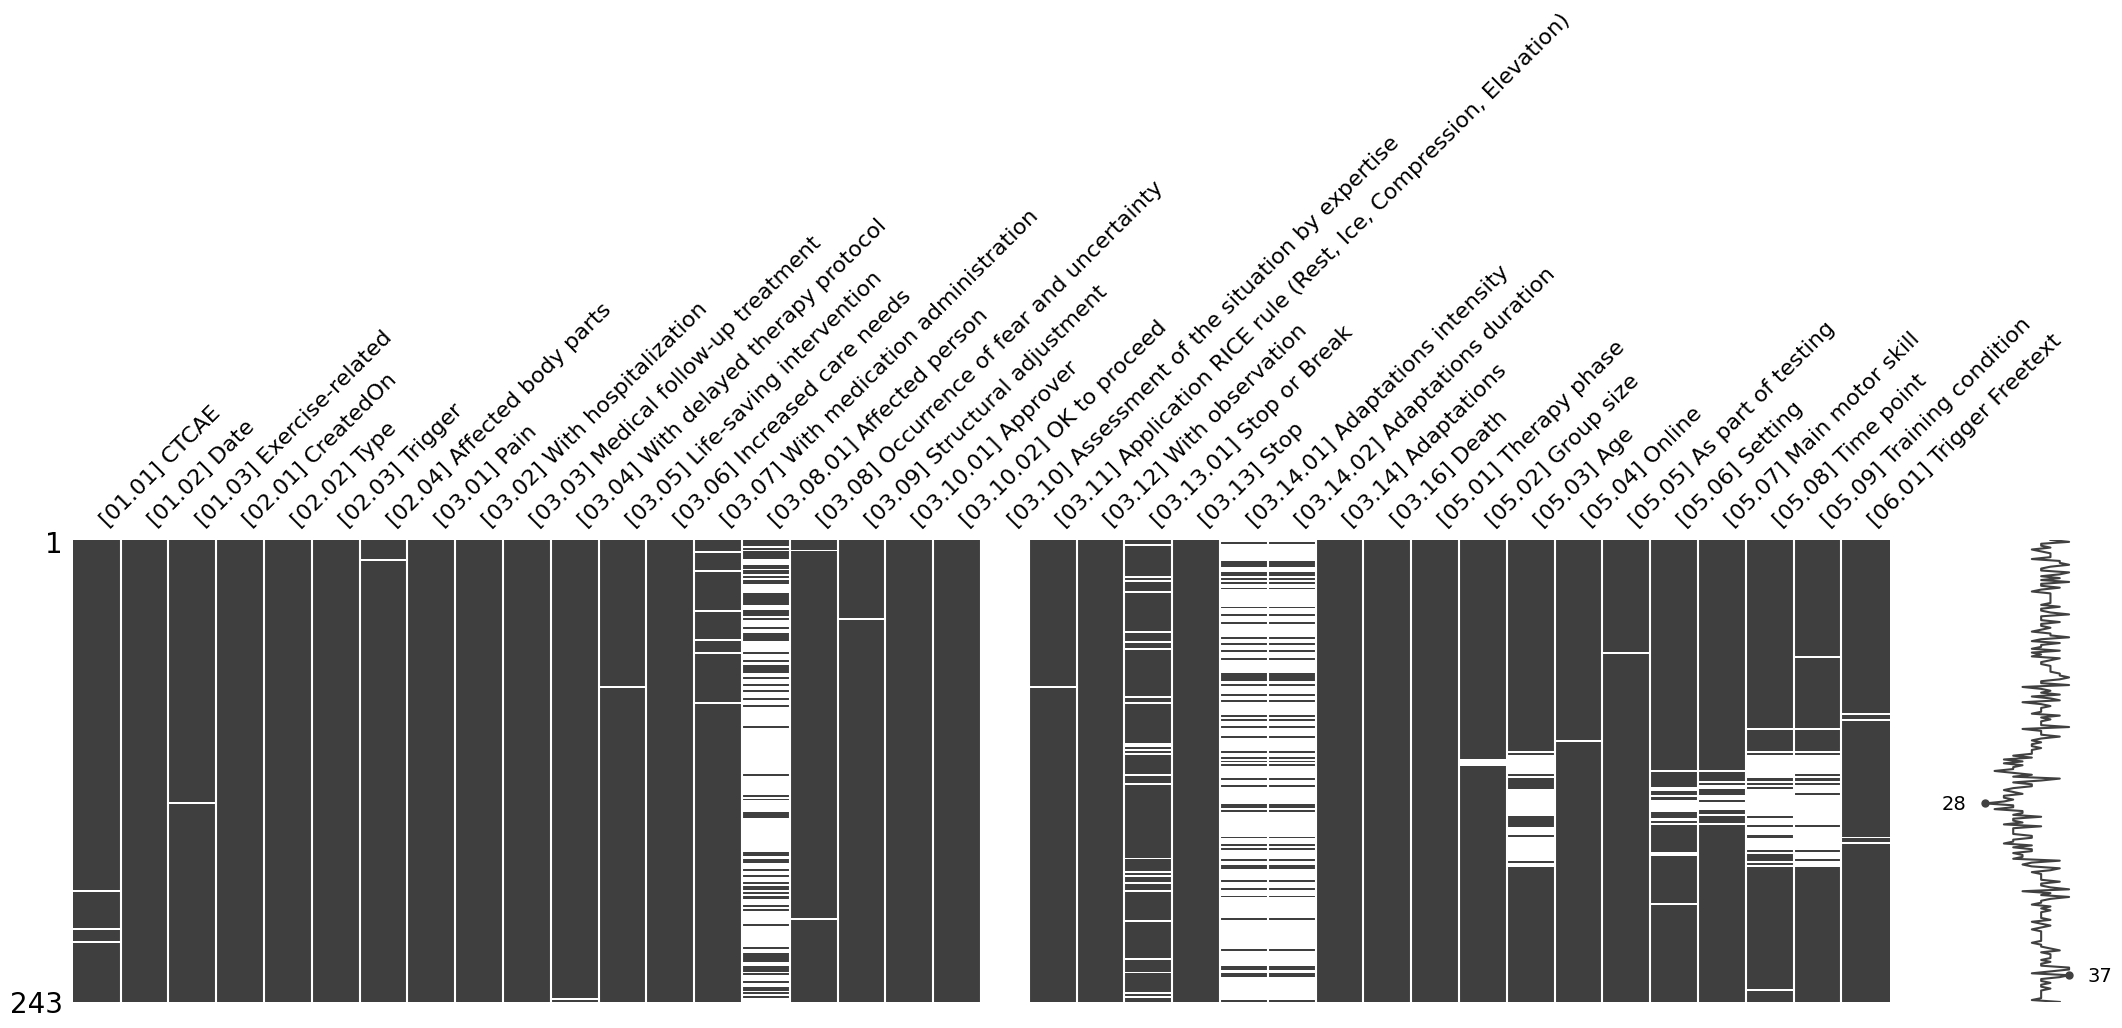 [01.01] CTCAE
[01.02] Date
[01.03] Exercise-related
[02.01] CreatedOn
[02.02] Type
[02.03] Trigger
[02.04] Affected body parts
[03.01] Pain
[03.02] With hospitalization
[03.03] Medical follow-up treatment
[03.04] With delayed therapy protocol
[03.05] Life-saving intervention
[03.06] Increased care needs
[03.07] With medication administration
[03.08.01] Affected person
[03.08] Occurrence of fear and uncertainty
[03.09] Structural adjustment
[03.10.01] Approver
[03.10.02] OK to proceed
[03.10] Assessment of the situation by expertise
[03.11] Application RICE rule (Rest, Ice, Compression, Elevation)
[03.12] With observation
[03.13.01] Stop or Break
[03.13] Stop
[03.14.01] Adaptations intensity
[03.14.02] Adaptations duration
[03.14] Adaptations
[03.16] Death
[05.01] Therapy phase
[05.02] Group size
[05.03] Age
[05.04] Online
[05.05] As part of testing
[05.06] Setting
[05.07] Main motor skill
[05.08] Time point
[05.09] Training condition
[06.01] Trigger Freetext
1
28
37
243